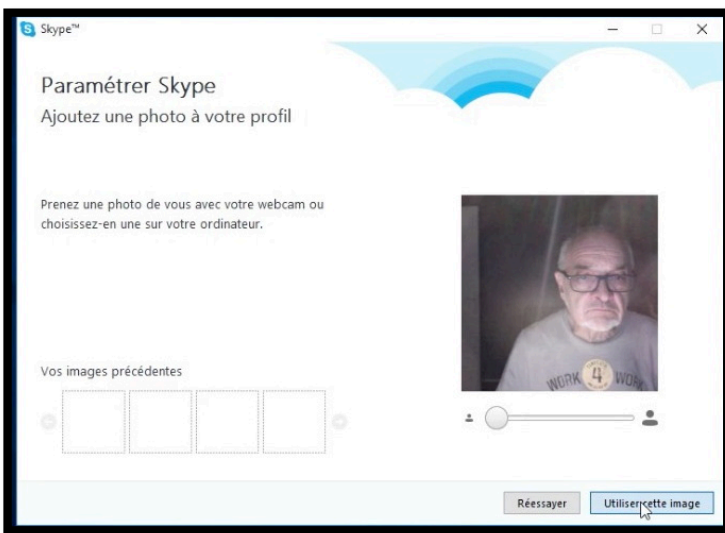 Skype™
Paramétrer Skype
Ajoutez une photo à votre profil
Prenez une photo de vous avec votre webcam ou
choisissez-en une sur votre ordinateur.
WORK 4 WORK
Vos images précédentes
Réessayer
Utiliser cette image